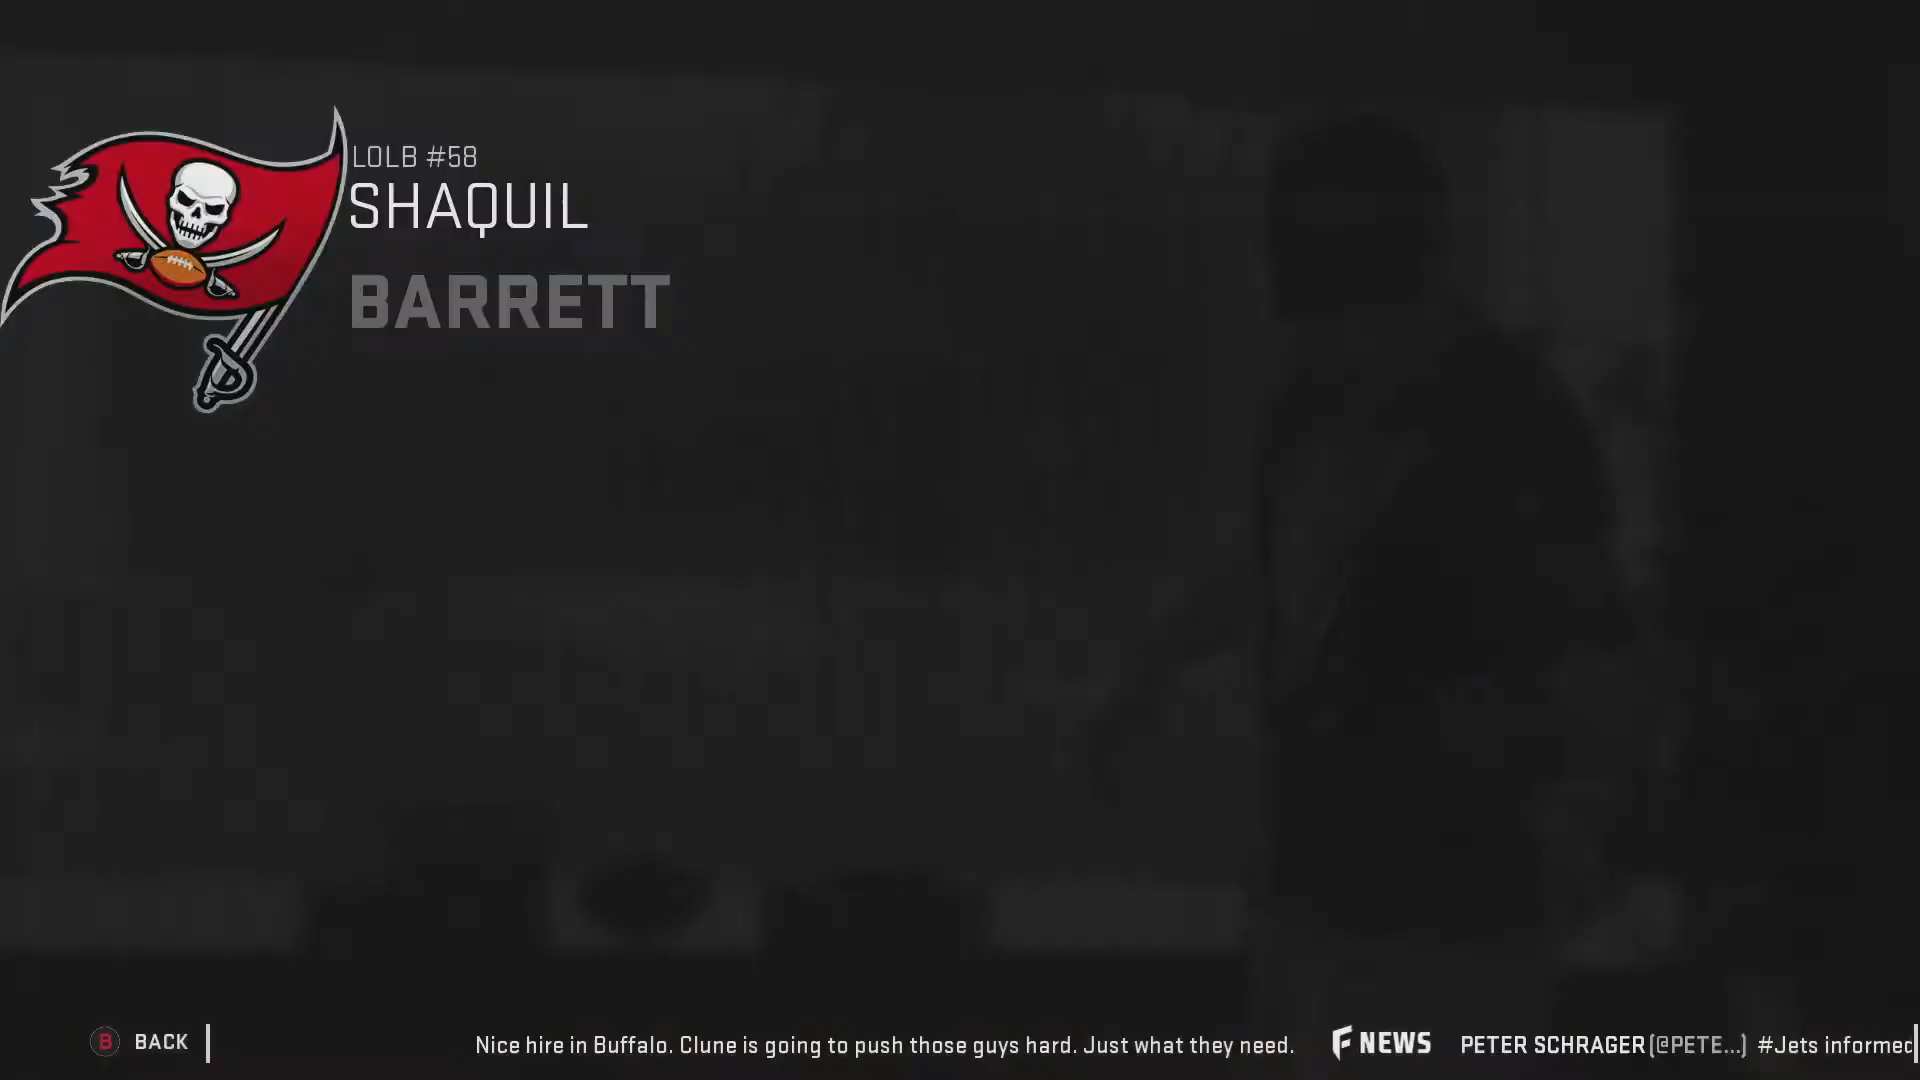 LOLB #58
SHAQUIL
BARRETT
B BACK
Nice hire in Buffalo. Clune is going to push those guys hard. Just what they need. F NEWS PETER SCHRAGER (@PETE...) #Jets informed